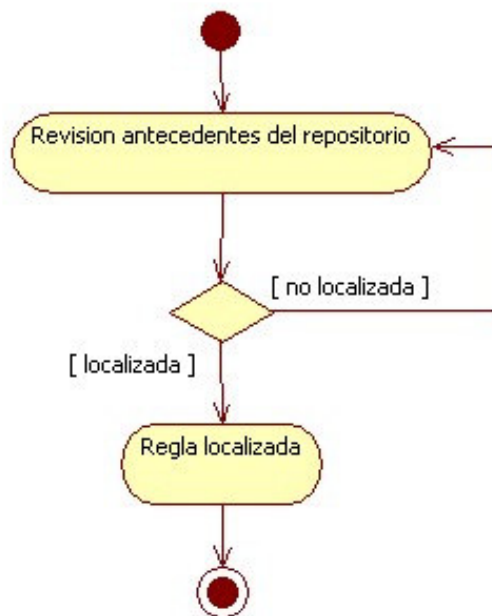 Revision antecedentes del repositorio
[ no localizada ]
[ localizada ]
Regla localizada